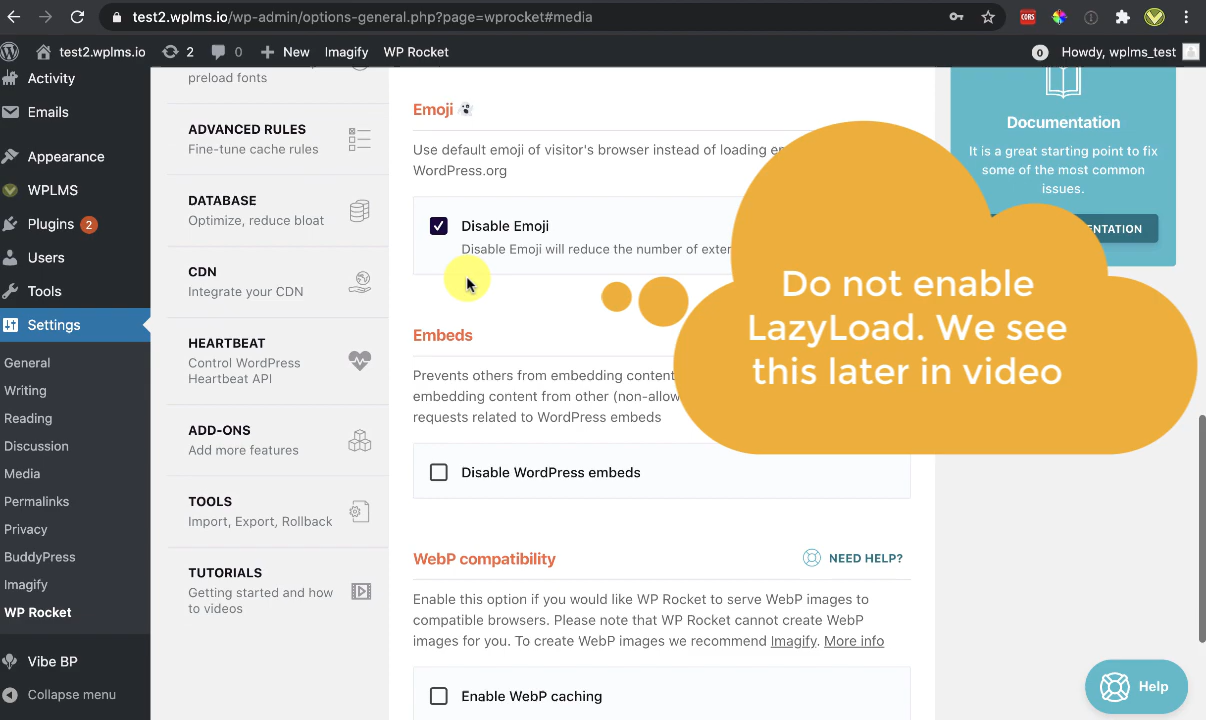 test2.wplms.io/wp-admin/options-general.php?page=wprocket#media
CORS
test2.wplms.io 2 0 + New Imagify WP Rocket 0 Howdy, wplms_test
Activity
Emails
Appearance
WPLMS
Plugins 2
Users
Tools
Settings
General
Writing
Reading
Discussion
Media
Permalinks
Privacy
BuddyPress
Imagify
WP Rocket
Vibe BP
Collapse menu
preload fonts
ADVANCED RULES
Fine-tune cache rules
DATABASE
Optimize, reduce bloat
CDN
Integrate your CDN
HEARTBEAT
Control WordPress
Heartbeat API
ADD-ONS
Add more features
TOOLS
Import, Export, Rollback
TUTORIALS
Getting started and how
to videos
Emoji
Use default emoji of visitor's browser instead of loading
WordPress.org
Disable Emoji
Disable Emoji will reduce the number of
Embeds
Prevents others from embedding content
embedding content from other (non-allow
requests related to WordPress embeds
Disable WordPress embeds
WebP compatibility
NEED HELP?
Enable this option if you would like WP Rocket to serve WebP images to
compatible browsers. Please note that WP Rocket cannot create WebP
images for you. To create WebP images we recommend Imagify. More info
Enable WebP caching
Documentation
It is a great starting point to fix
some of the most common
issues.
ENTATION
Do not enable
LazyLoad. We see
this later in video
Help